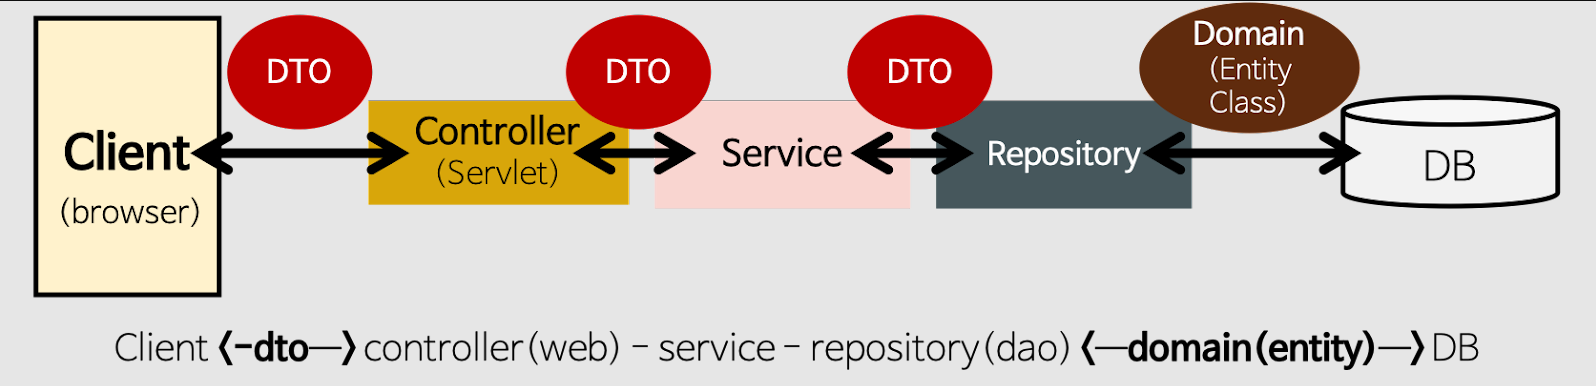 DTO
DTO
DTO
Domain
(Entity
Class)
Client
(browser)
Controller
(Servlet)
Service
Repository
DB
Client <-dto—> controller(web) - service - repository(dao) <—domain(entity)—> DB